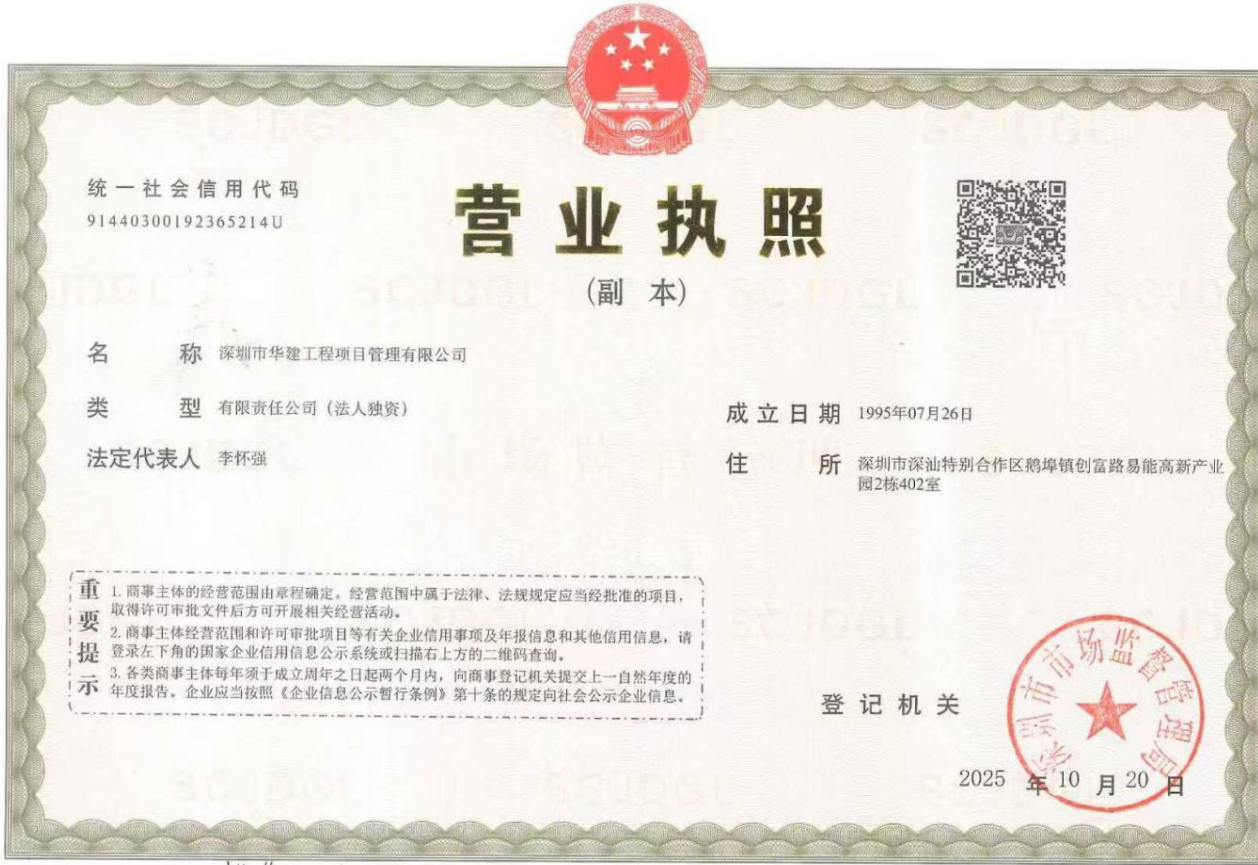 统一社会信用代码
91440300192365214U
营业执照
(副 本)
名 称 深圳市华建工程项目管理有限公司
类 型 有限责任公司（法人独资）
法定代表人 李怀强
成立日期 1995年07月26日
住 所 深圳市深汕特别合作区鹅埠镇创富路易能高新产业
园2栋402室
重要提示
1. 商事主体的经营范围由章程确定。经营范围中属于法律、法规规定应当经批准的项目，
取得许可审批文件后方可开展相关经营活动。
2. 商事主体经营范围和许可审批项目等有关企业信用事项及年报信息和其他信用信息，请
登录左下角的国家企业信用信息公示系统或扫描右上方的二维码查询。
3. 各类商事主体每年须于成立周年之日起两个月内，向商事登记机关提交上一自然年度的
年度报告。企业应当按照《企业信息公示暂行条例》第十条的规定向社会公示企业信息。
登记机关
深圳市市场监督管理局
2025 年 10 月 20 日